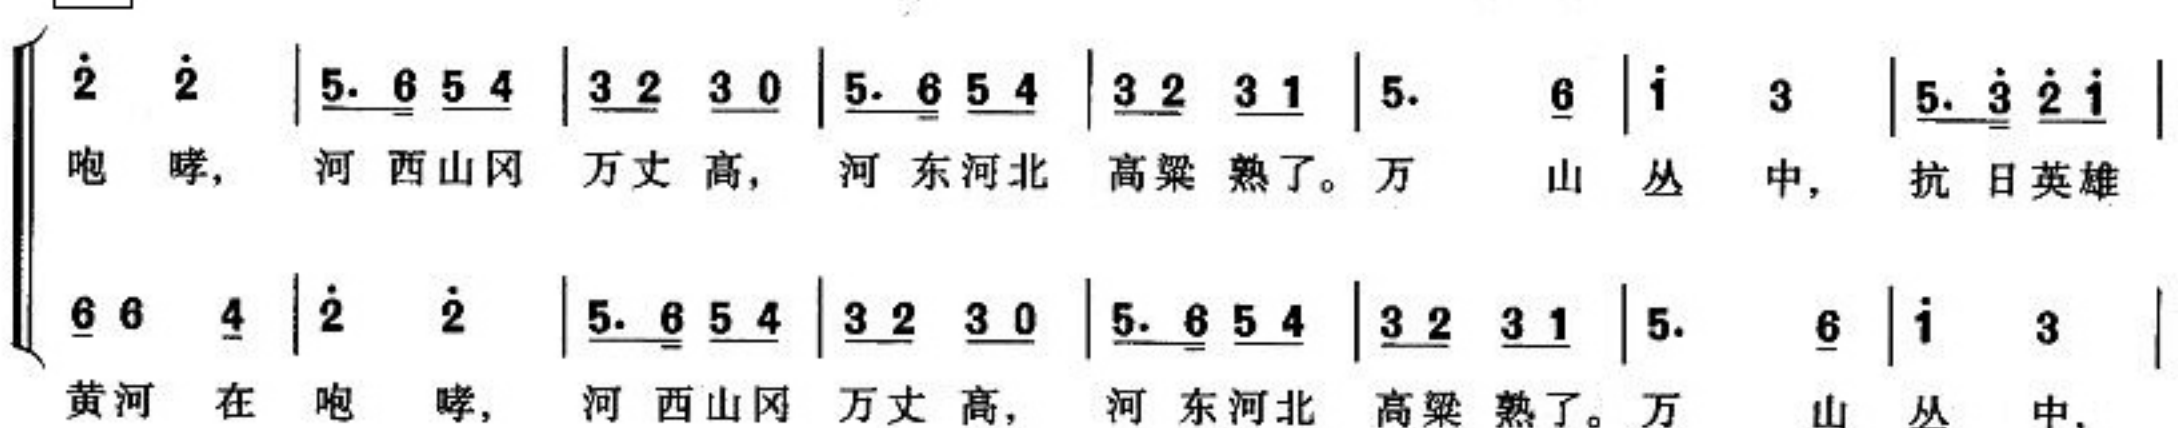 2̇ 2̇ | 5. 6 5 4 | 3 2 3 0 | 5. 6 5 4 | 3 2 3 1 | 5. 6 | 1̇ 3 | 5. 3̇ 2̇ 1̇ |
咆 哮, 河 西山冈 万丈 高, 河 东河北 高粱 熟了。万 山 丛 中, 抗 日英雄
6 6 4 | 2̇ 2̇ | 5. 6 5 4 | 3 2 3 0 | 5. 6 5 4 | 3 2 3 1 | 5. 6 | 1̇ 3 |
黄河 在 咆 哮, 河 西山冈 万丈 高, 河 东河北 高粱 熟了。万 山 丛 中,